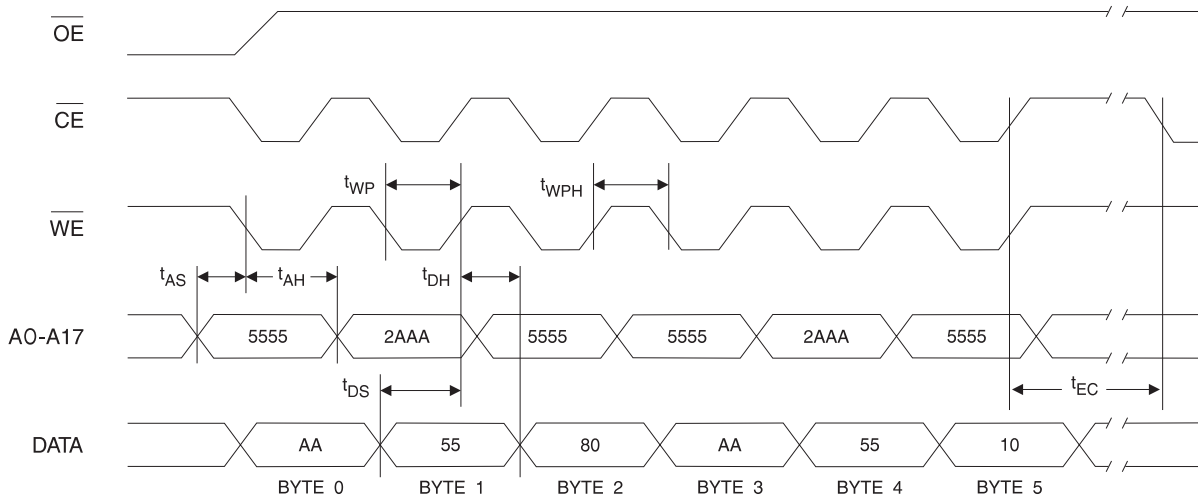 OE
CE
tWP
tWPH
WE
tAS
tAH
tDH
A0-A17
5555
2AAA
5555
5555
2AAA
5555
tDS
tEC
DATA
AA
55
80
AA
55
10
BYTE 0
BYTE 1
BYTE 2
BYTE 3
BYTE 4
BYTE 5